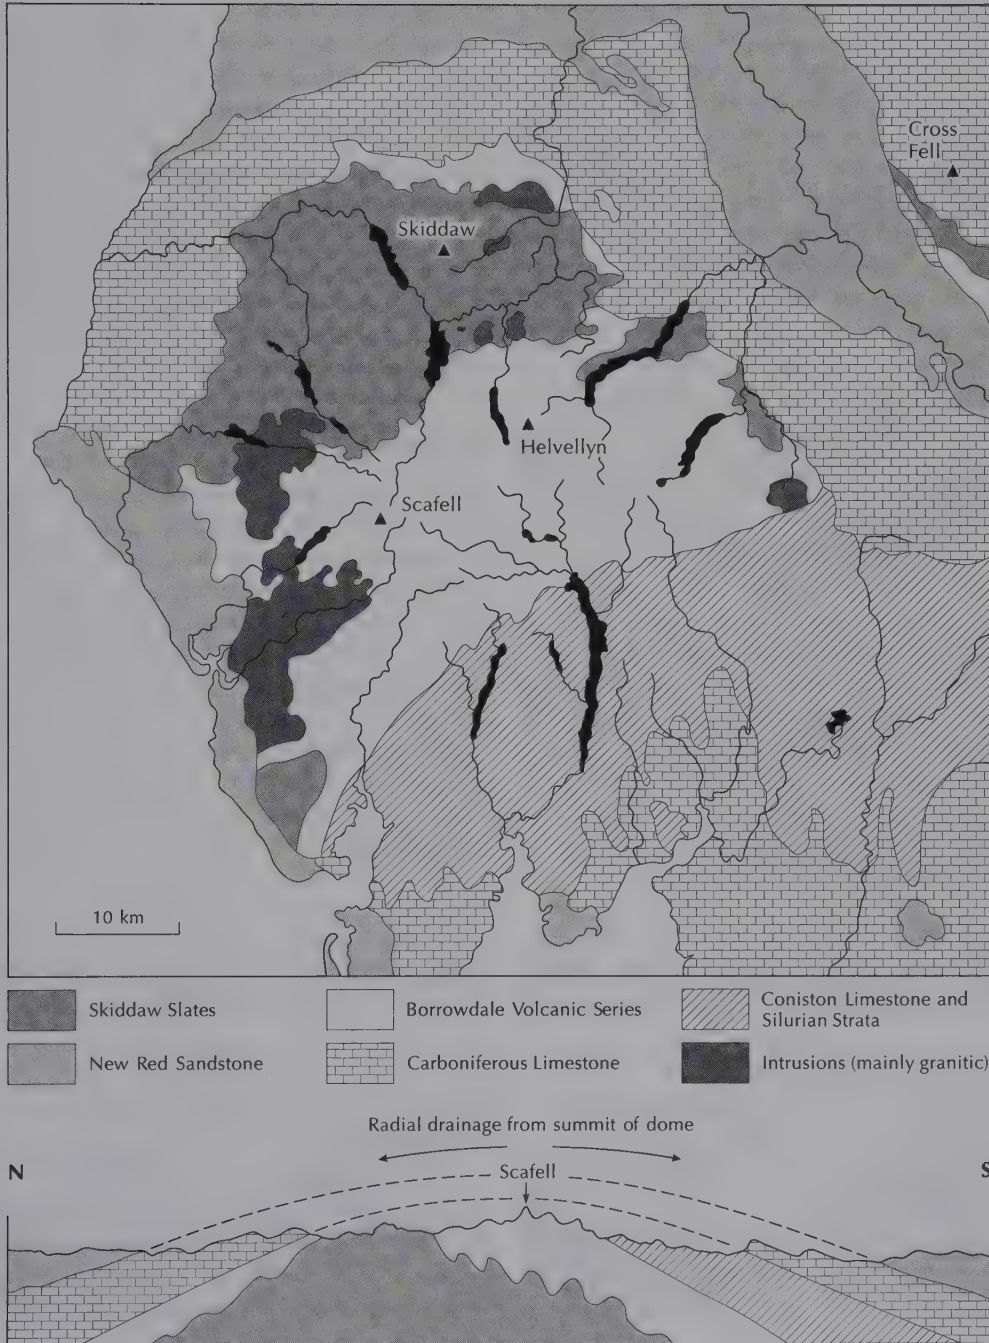 Cross
Fell
Skiddaw
Helvellyn
Scafell
10 km
Skiddaw Slates
Borrowdale Volcanic Series
Coniston Limestone and
Silurian Strata
New Red Sandstone
Carboniferous Limestone
Intrusions (mainly granitic)
Radial drainage from summit of dome
N
Scafell
S